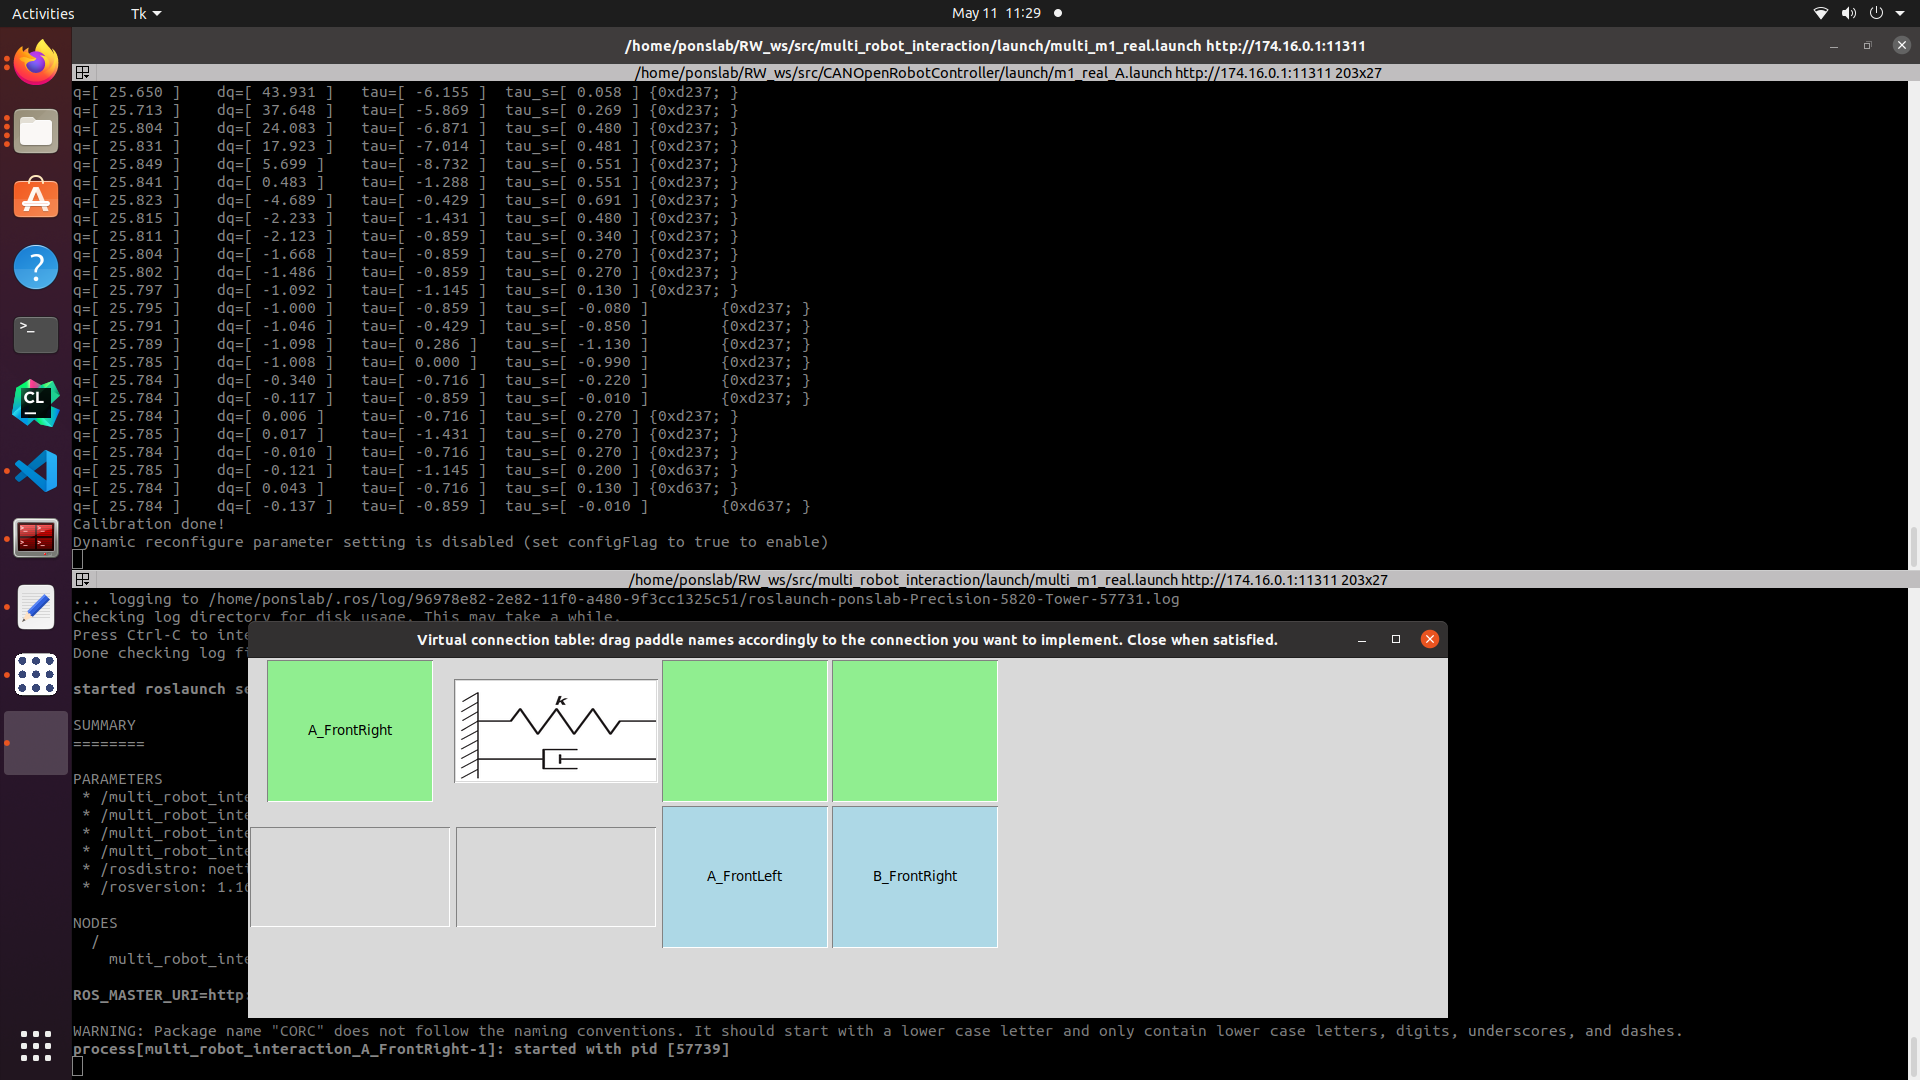 Activities
Tk
May 11 11:29
/home/ponslab/RW_ws/src/multi_robot_interaction/launch/multi_m1_real.launch http://174.16.0.1:11311
/home/ponslab/RW_ws/src/CANOpenRobotController/launch/m1_real_A.launch http://174.16.0.1:11311 203x27
q=[ 25.650 ] dq=[ 43.931 ] tau=[ -6.155 ] tau_s=[ 0.058 ] {0xd237; }
q=[ 25.713 ] dq=[ 37.648 ] tau=[ -5.869 ] tau_s=[ 0.269 ] {0xd237; }
q=[ 25.804 ] dq=[ 24.083 ] tau=[ -6.871 ] tau_s=[ 0.480 ] {0xd237; }
q=[ 25.831 ] dq=[ 17.923 ] tau=[ -7.014 ] tau_s=[ 0.481 ] {0xd237; }
q=[ 25.849 ] dq=[ 5.699 ] tau=[ -8.732 ] tau_s=[ 0.551 ] {0xd237; }
q=[ 25.841 ] dq=[ 0.483 ] tau=[ -1.288 ] tau_s=[ 0.551 ] {0xd237; }
q=[ 25.823 ] dq=[ -4.689 ] tau=[ -0.429 ] tau_s=[ 0.691 ] {0xd237; }
q=[ 25.815 ] dq=[ -2.233 ] tau=[ -1.431 ] tau_s=[ 0.480 ] {0xd237; }
q=[ 25.811 ] dq=[ -2.123 ] tau=[ -0.859 ] tau_s=[ 0.340 ] {0xd237; }
q=[ 25.804 ] dq=[ -1.668 ] tau=[ -0.859 ] tau_s=[ 0.270 ] {0xd237; }
q=[ 25.802 ] dq=[ -1.486 ] tau=[ -0.859 ] tau_s=[ 0.270 ] {0xd237; }
q=[ 25.797 ] dq=[ -1.092 ] tau=[ -1.145 ] tau_s=[ 0.130 ] {0xd237; }
q=[ 25.795 ] dq=[ -1.000 ] tau=[ -0.859 ] tau_s=[ -0.080 ] {0xd237; }
q=[ 25.791 ] dq=[ -1.046 ] tau=[ -0.429 ] tau_s=[ -0.850 ] {0xd237; }
q=[ 25.789 ] dq=[ -1.098 ] tau=[ 0.286 ] tau_s=[ -1.130 ] {0xd237; }
q=[ 25.785 ] dq=[ -1.008 ] tau=[ 0.000 ] tau_s=[ -0.990 ] {0xd237; }
q=[ 25.784 ] dq=[ -0.340 ] tau=[ -0.716 ] tau_s=[ -0.220 ] {0xd237; }
q=[ 25.784 ] dq=[ -0.117 ] tau=[ -0.859 ] tau_s=[ -0.010 ] {0xd237; }
q=[ 25.784 ] dq=[ 0.006 ] tau=[ -0.716 ] tau_s=[ 0.270 ] {0xd237; }
q=[ 25.785 ] dq=[ 0.017 ] tau=[ -1.431 ] tau_s=[ 0.270 ] {0xd237; }
q=[ 25.784 ] dq=[ -0.010 ] tau=[ -0.716 ] tau_s=[ 0.270 ] {0xd237; }
q=[ 25.785 ] dq=[ -0.121 ] tau=[ -1.145 ] tau_s=[ 0.200 ] {0xd637; }
q=[ 25.784 ] dq=[ 0.043 ] tau=[ -0.716 ] tau_s=[ 0.130 ] {0xd637; }
q=[ 25.784 ] dq=[ -0.137 ] tau=[ -0.859 ] tau_s=[ -0.010 ] {0xd637; }
Calibration done!
Dynamic reconfigure parameter setting is disabled (set configFlag to true to enable)
/home/ponslab/RW_ws/src/multi_robot_interaction/launch/multi_m1_real.launch http://174.16.0.1:11311 203x27
... logging to /home/ponslab/.ros/log/96978e82-2e82-11f0-a480-9f3cc1325c51/roslaunch-ponslab-Precision-5820-Tower-57731.log
Checking log directory for disk usage. This may take a while.
Press Ctrl-C to inte
Done checking log fi
started roslaunch se
SUMMARY
========
PARAMETERS
* /multi_robot_inte
* /multi_robot_inte
* /multi_robot_inte
* /multi_robot_inte
* /rosdistro: noeti
* /rosversion: 1.16
NODES
/
multi_robot_inte
ROS_MASTER_URI=http:
WARNING: Package name "CORC" does not follow the naming conventions. It should start with a lower case letter and only contain lower case letters, digits, underscores, and dashes.
process[multi_robot_interaction_A_FrontRight-1]: started with pid [57739]
Virtual connection table: drag paddle names accordingly to the connection you want to implement. Close when satisfied.
A_FrontRight
k
A_FrontLeft
B_FrontRight
CL